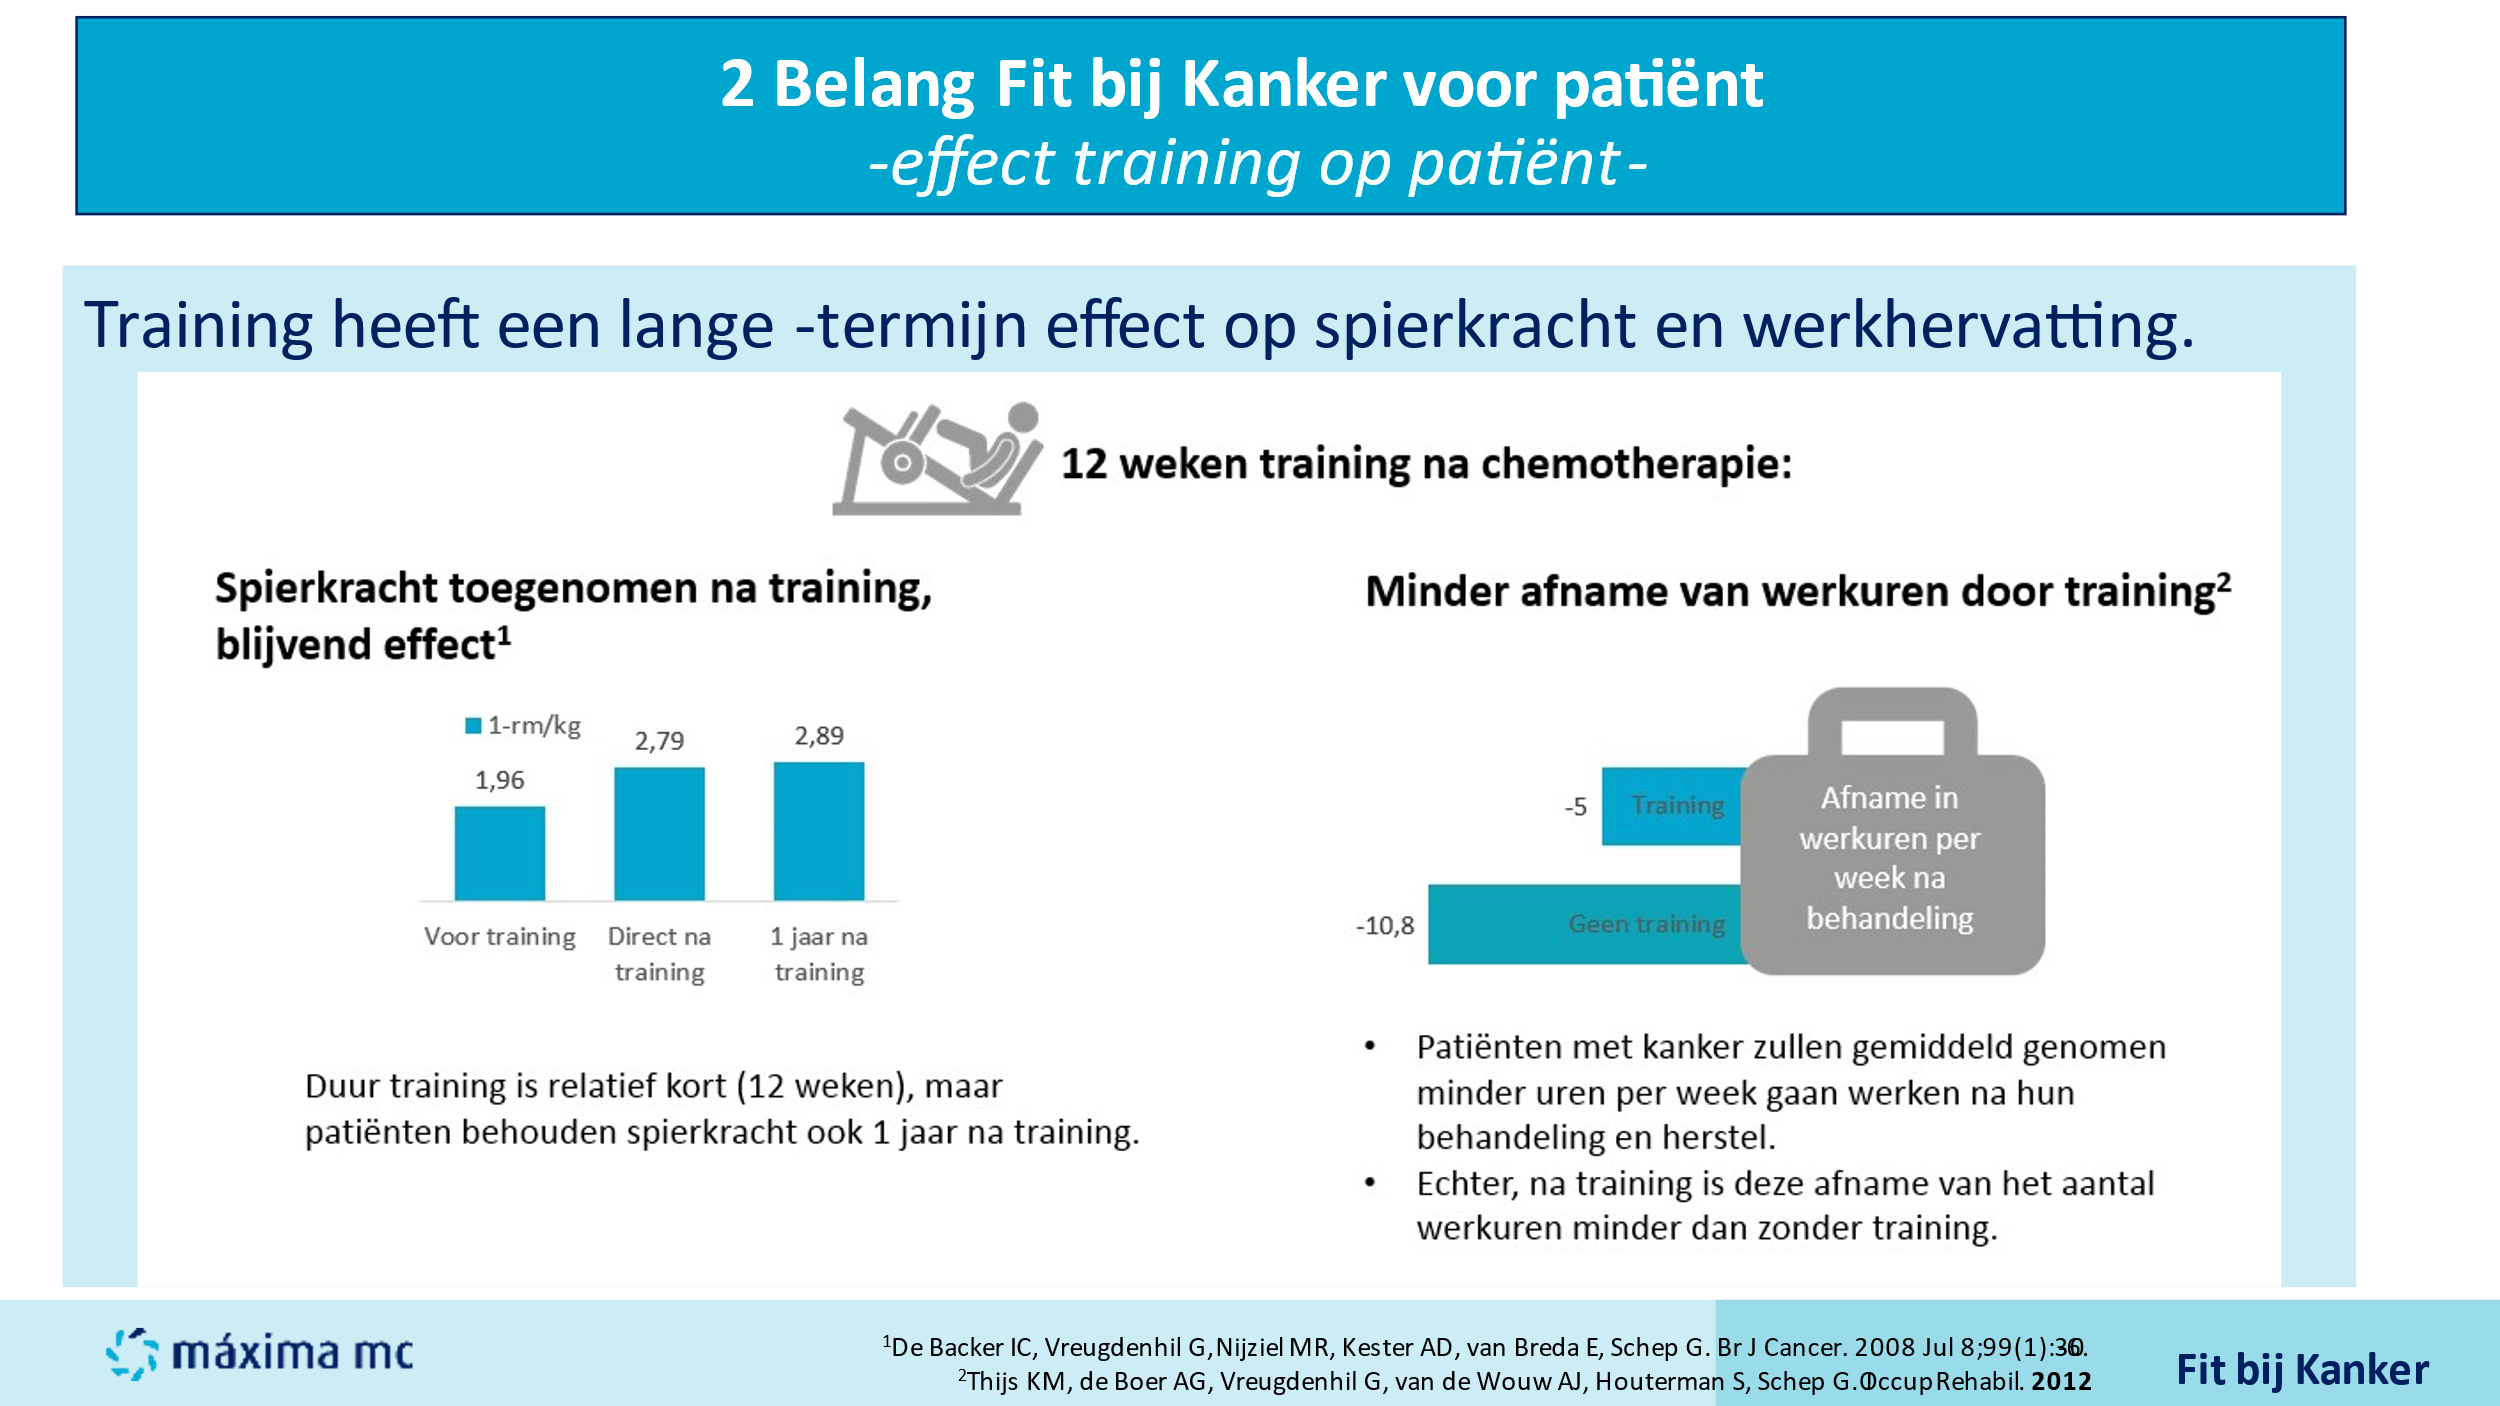 2 Belang Fit bij Kanker voor patiënt
-effect training op patiënt-
Training heeft een lange -termijn effect op spierkracht en werkhervatting.
12 weken training na chemotherapie:
Spierkracht toegenomen na training,
blijvend effect¹
1-rm/kg
1,96
2,79
2,89
Voor training
Direct na
training
1 jaar na
training
Duur training is relatief kort (12 weken), maar
patiënten behouden spierkracht ook 1 jaar na training.
Minder afname van werkuren door training²
-5
Training
-10,8
Geen training
Afname in
werkuren per
week na
behandeling
• Patiënten met kanker zullen gemiddeld genomen
minder uren per week gaan werken na hun
behandeling en herstel.
• Echter, na training is deze afname van het aantal
werkuren minder dan zonder training.
máxima mc
¹De Backer IC, Vreugdenhil G, Nijziel MR, Kester AD, van Breda E, Schep G. Br J Cancer. 2008 Jul 8;99(1):
²Thijs KM, de Boer AG, Vreugdenhil G, van de Wouw AJ, Houterman S, Schep G. Occup Rehabil. 2012
Fit bij Kanker